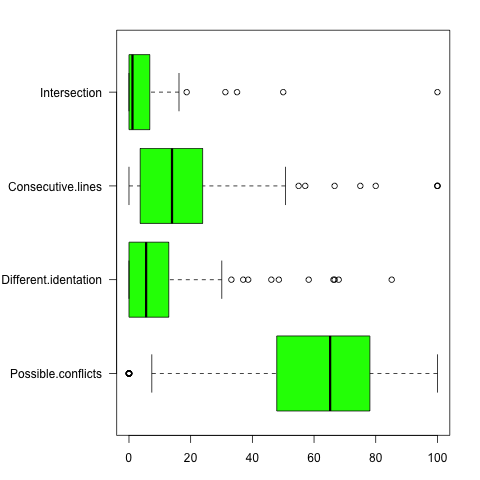 Intersection
Consecutive.lines
Different.identation
Possible.conflicts
0 20 40 60 80 100